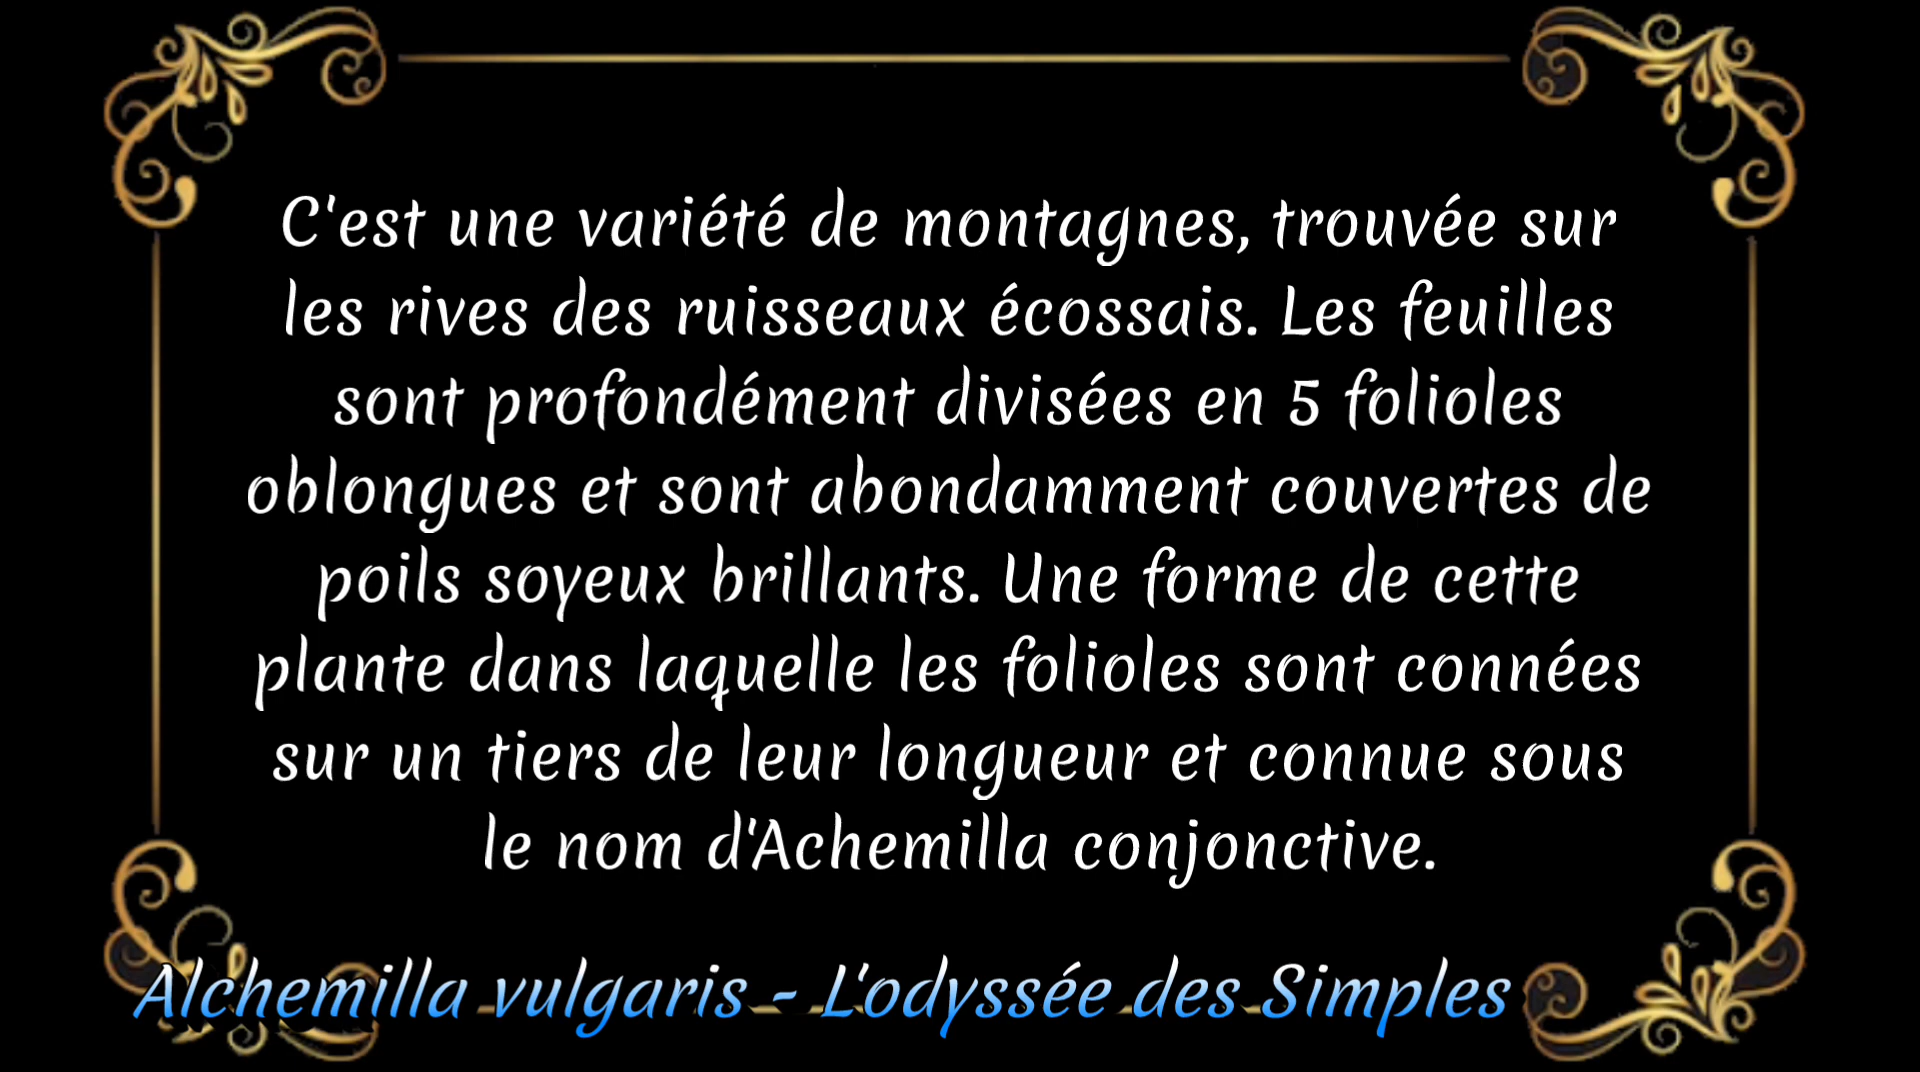 C'est une variété de montagnes, trouvée sur
les rives des ruisseaux écossais. Les feuilles
sont profondément divisées en 5 folioles
oblongues et sont abondamment couvertes de
poils soyeux brillants. Une forme de cette
plante dans laquelle les folioles sont connées
sur un tiers de leur longueur et connue sous
le nom d'Achemilla conjonctive.
Alchemilla vulgaris - L'odyssée des Simples